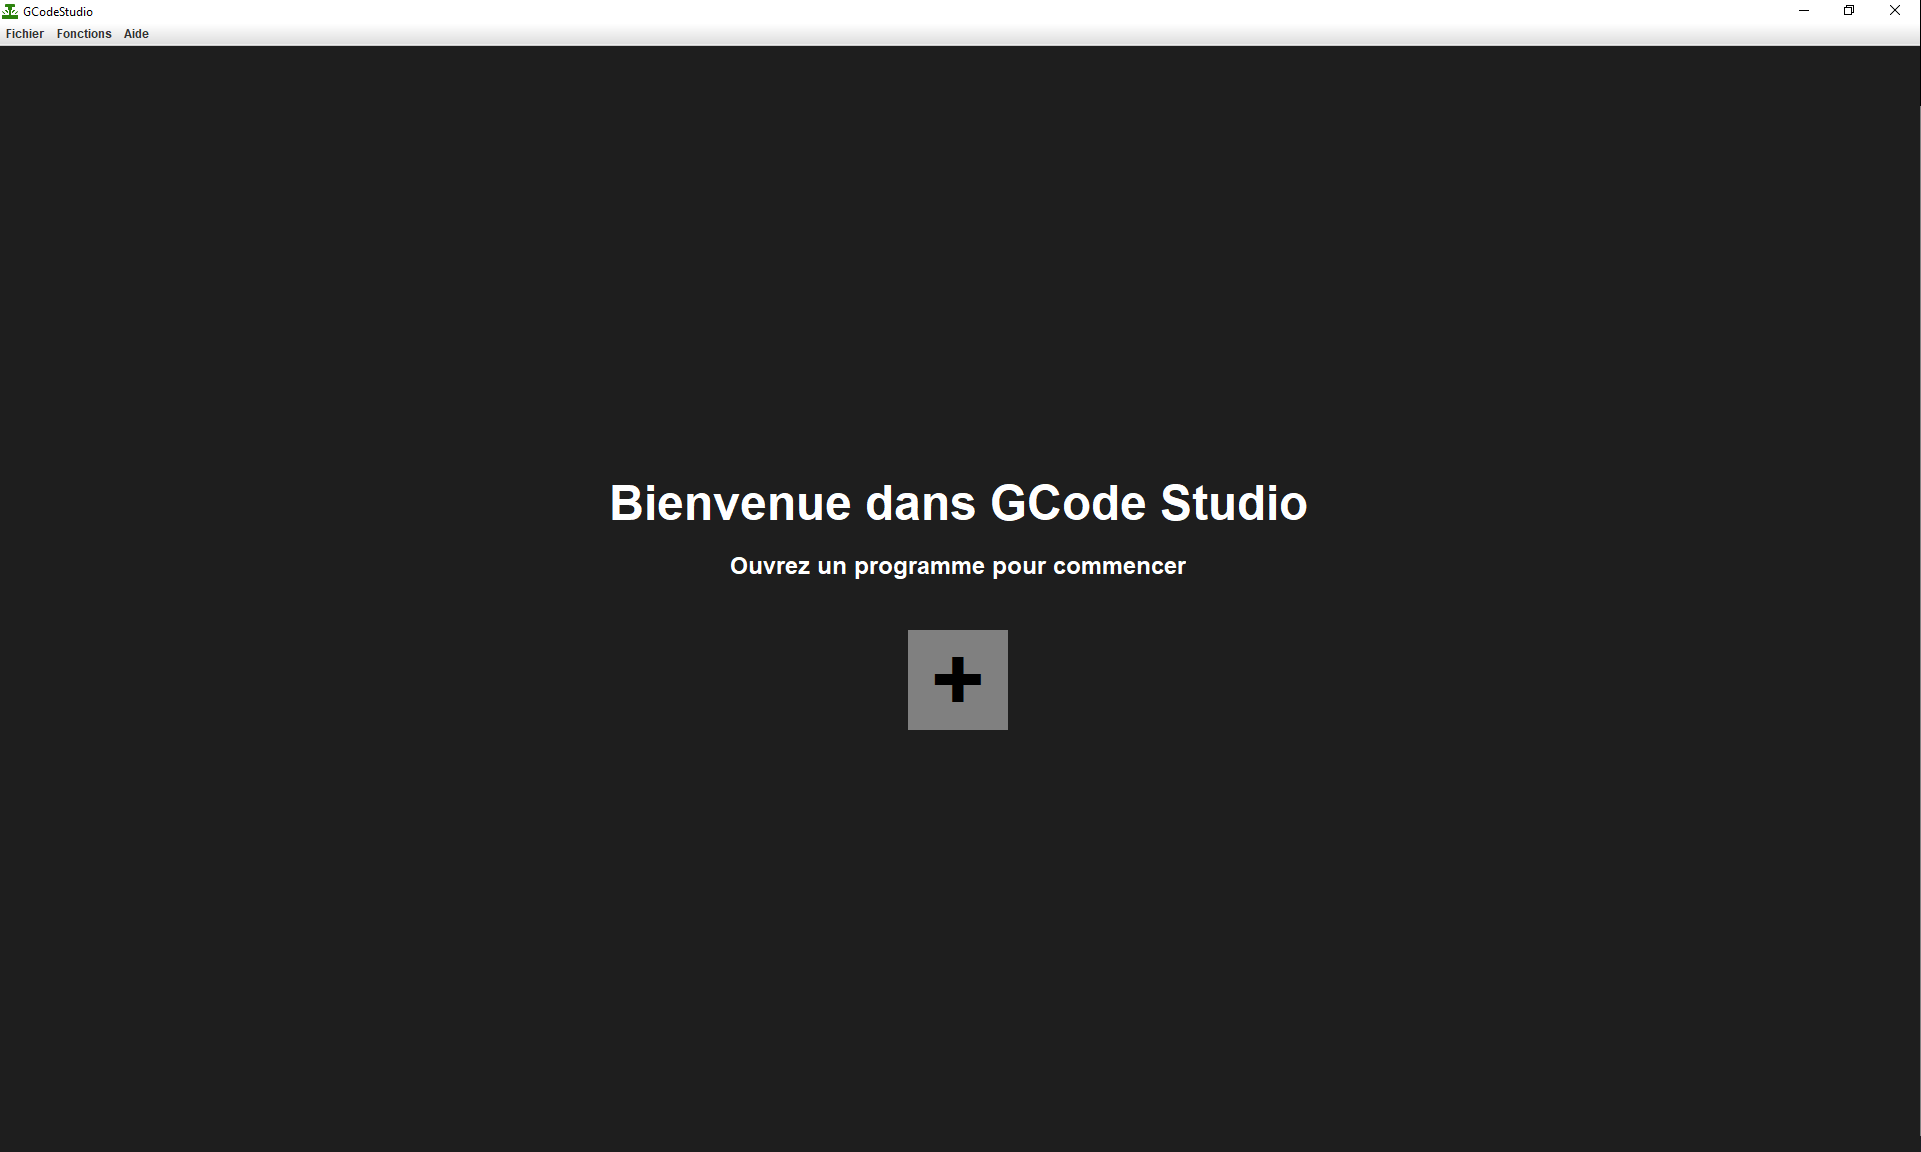 GCodeStudio
Fichier Fonctions Aide
Bienvenue dans GCode Studio
Ouvrez un programme pour commencer
+